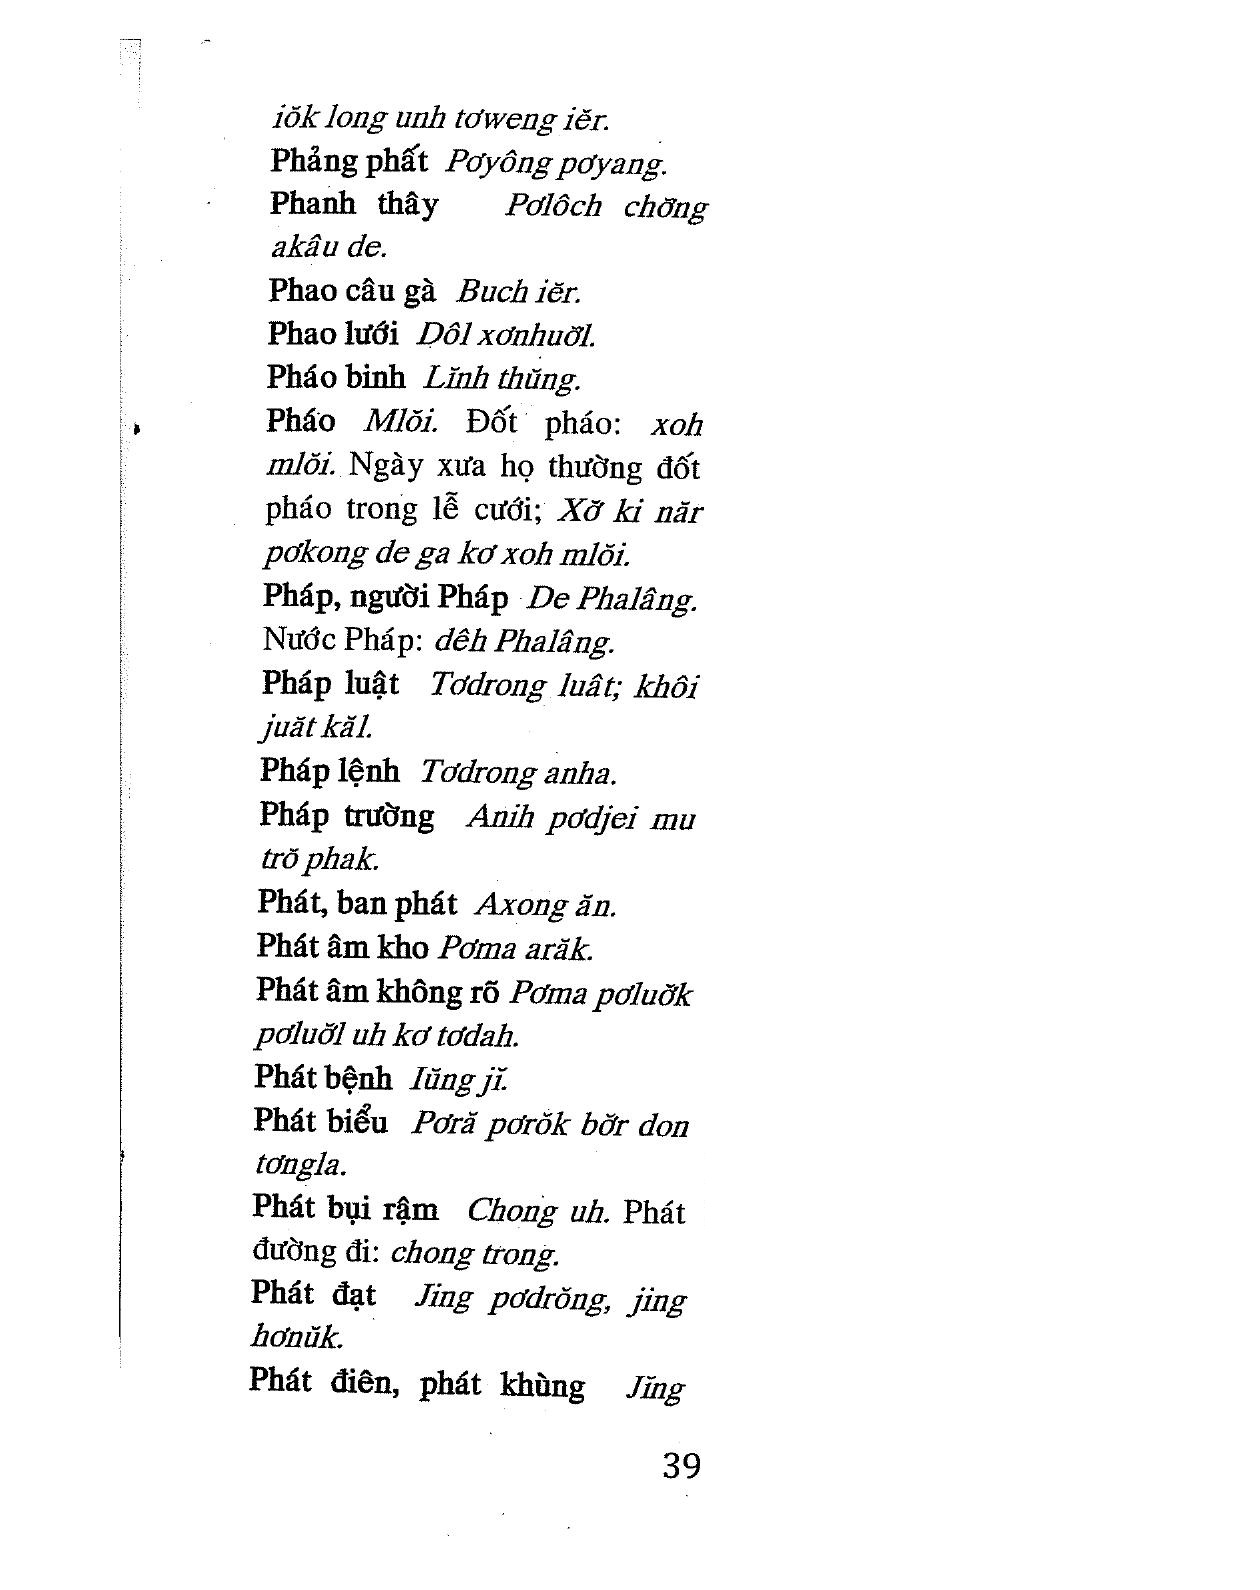 iŏk long unh tơweng iĕr.
Phảng phất Pơyông pơyang.
Phanh thây Pơlôch chơ̆ng
akâu de.
Phao câu gà Buch iĕr.
Phao lưới Dôl xơnhuơ̆l.
Pháo binh Lĭnh thŭng.
Pháo Mlŏi. Đốt pháo: xoh
mlŏi. Ngày xưa họ thường đốt
pháo trong lễ cưới; Xơ̆ ki năr
pơkong de ga kơ xoh mlŏi.
Pháp, người Pháp De Phalâng.
Nước Pháp: dêh Phalâng.
Pháp luật Tơdrong luât; khôi
juăt kăl.
Pháp lệnh Tơdrong anha.
Pháp trường Anih pơdjei mu
trŏ phak.
Phát, ban phát Axong ăn.
Phát âm kho Pơma arăk.
Phát âm không rõ Pơma pơluơ̆k
pơluơ̆l uh kơ tơdah.
Phát bệnh Iŭng jĭ.
Phát biểu Pơră pơrŏk bơ̆r don
tơngla.
Phát bụi rậm Chong uh. Phát
đường đi: chong trong.
Phát đạt Jing pơdrŏng, jing
hơnŭk.
Phát điên, phát khùng Jĭng
39